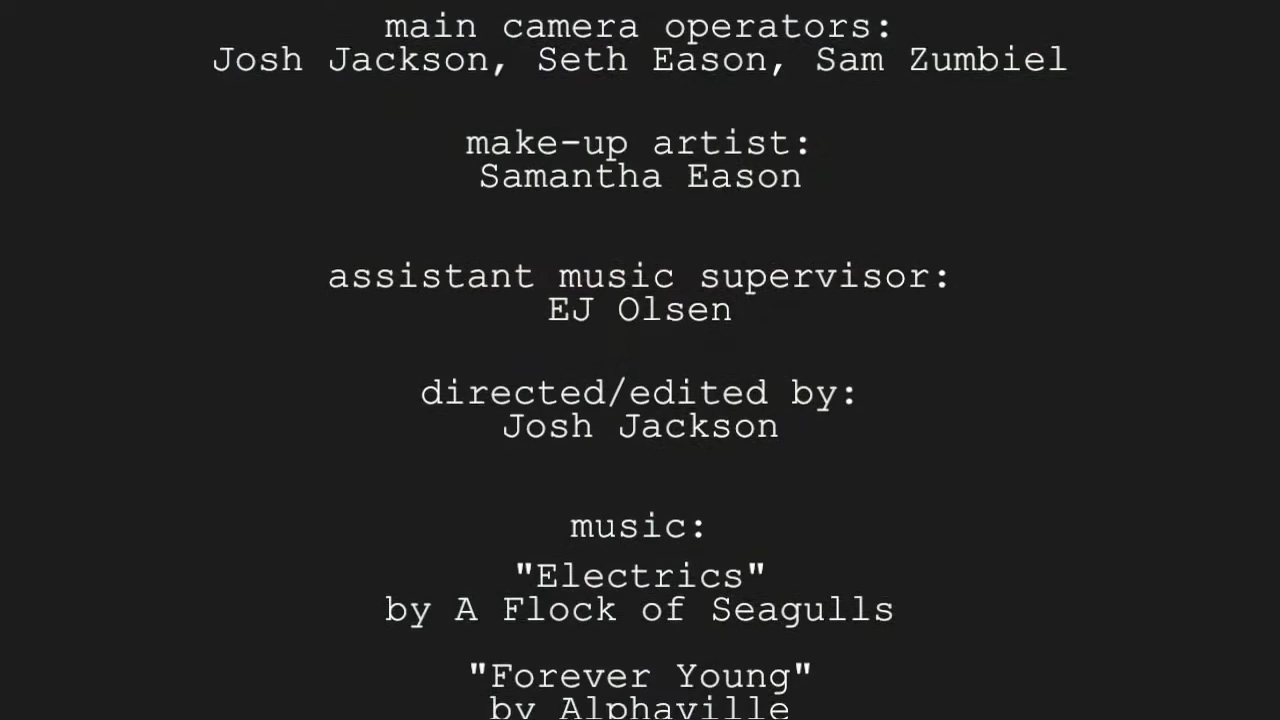 main camera operators:
Josh Jackson, Seth Eason, Sam Zumbiel
make-up artist:
Samantha Eason
assistant music supervisor:
EJ Olsen
directed/edited by:
Josh Jackson
music:
"Electrics"
by A Flock of Seagulls
"Forever Young"
by Alphaville